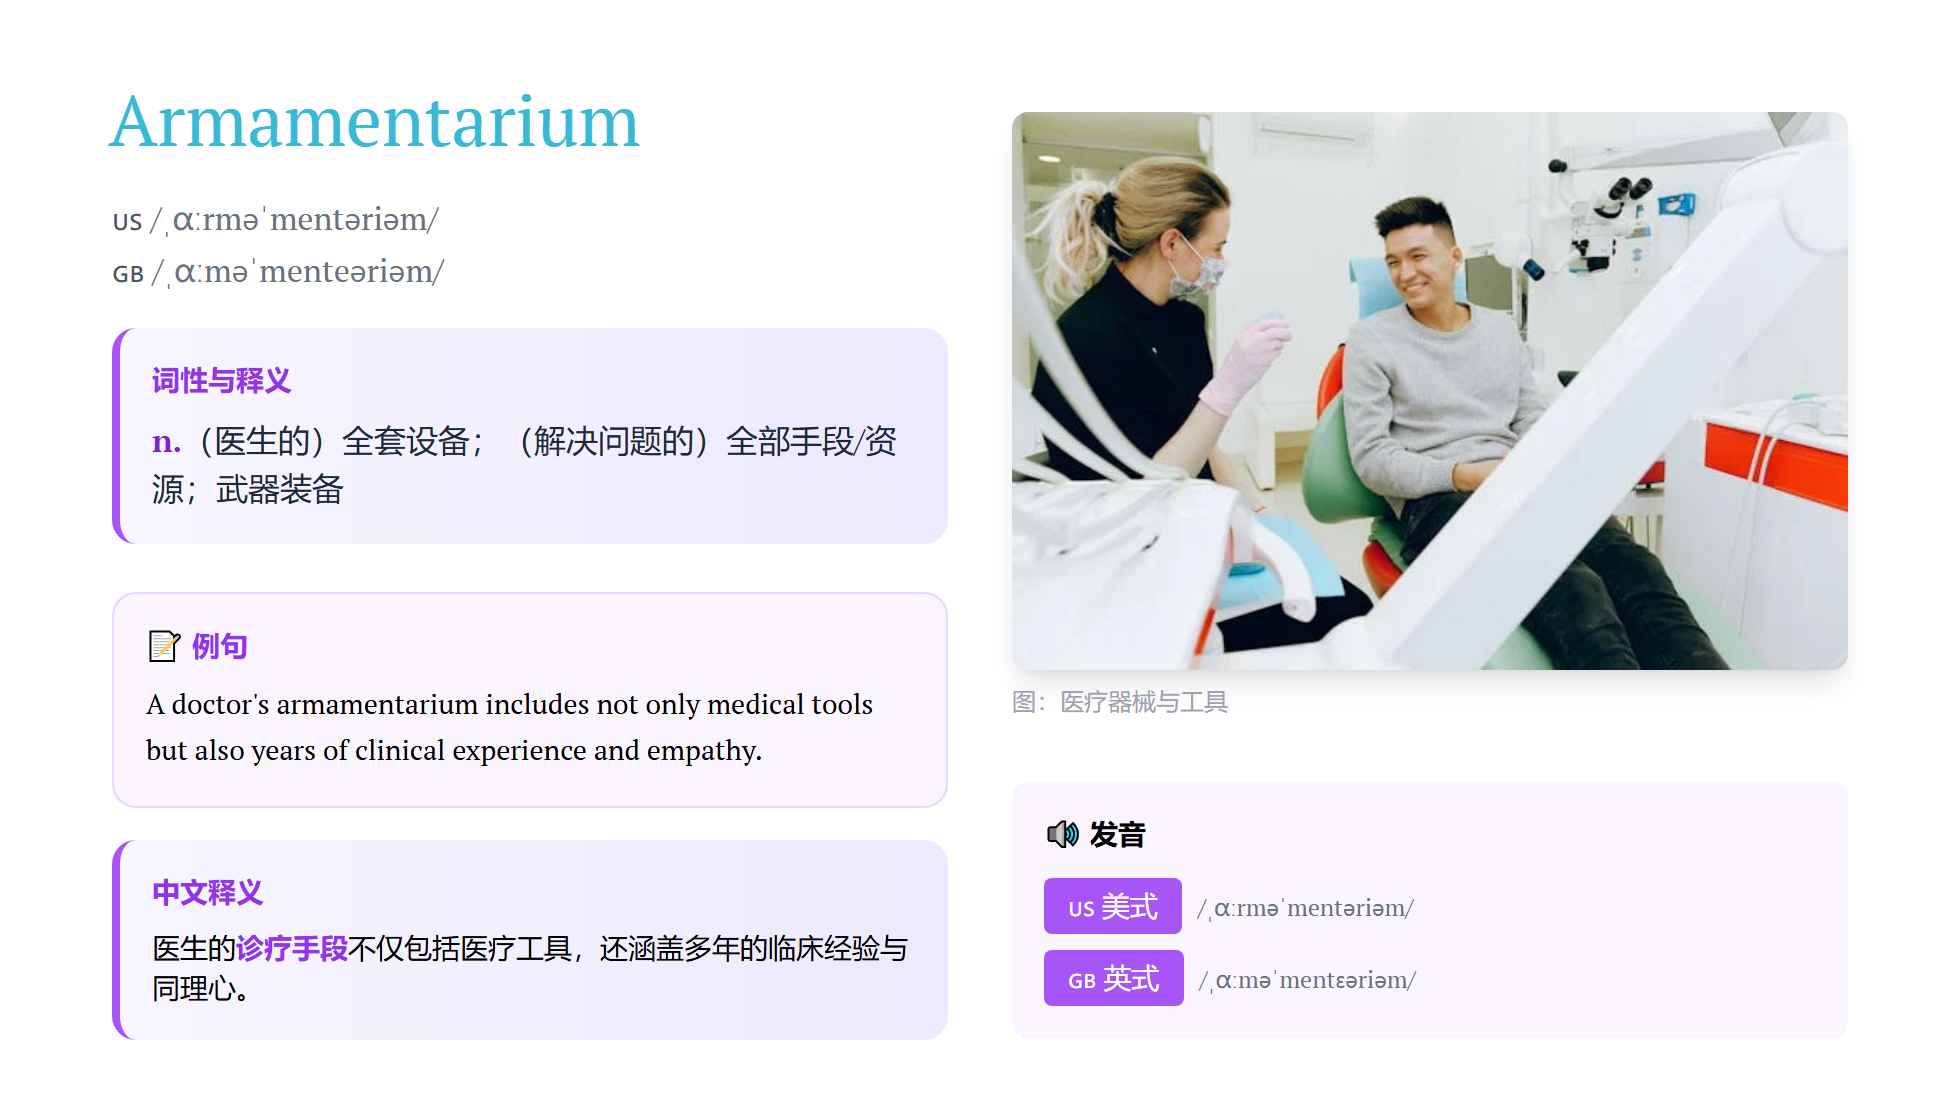 Armamentarium
US /ˌɑːrməˈmentəriəm/
GB /ˌɑːməˈmenteəriəm/
词性与释义
n.（医生的）全套设备；（解决问题的）全部手段/资
源；武器装备
📝 例句
A doctor's armamentarium includes not only medical tools
but also years of clinical experience and empathy.
中文释义
医生的诊疗手段不仅包括医疗工具，还涵盖多年的临床经验与
同理心。
图：医疗器械与工具
🔊 发音
US 美式 /ˌɑːrməˈmentəriəm/
GB 英式 /ˌɑːməˈmentɛəriəm/